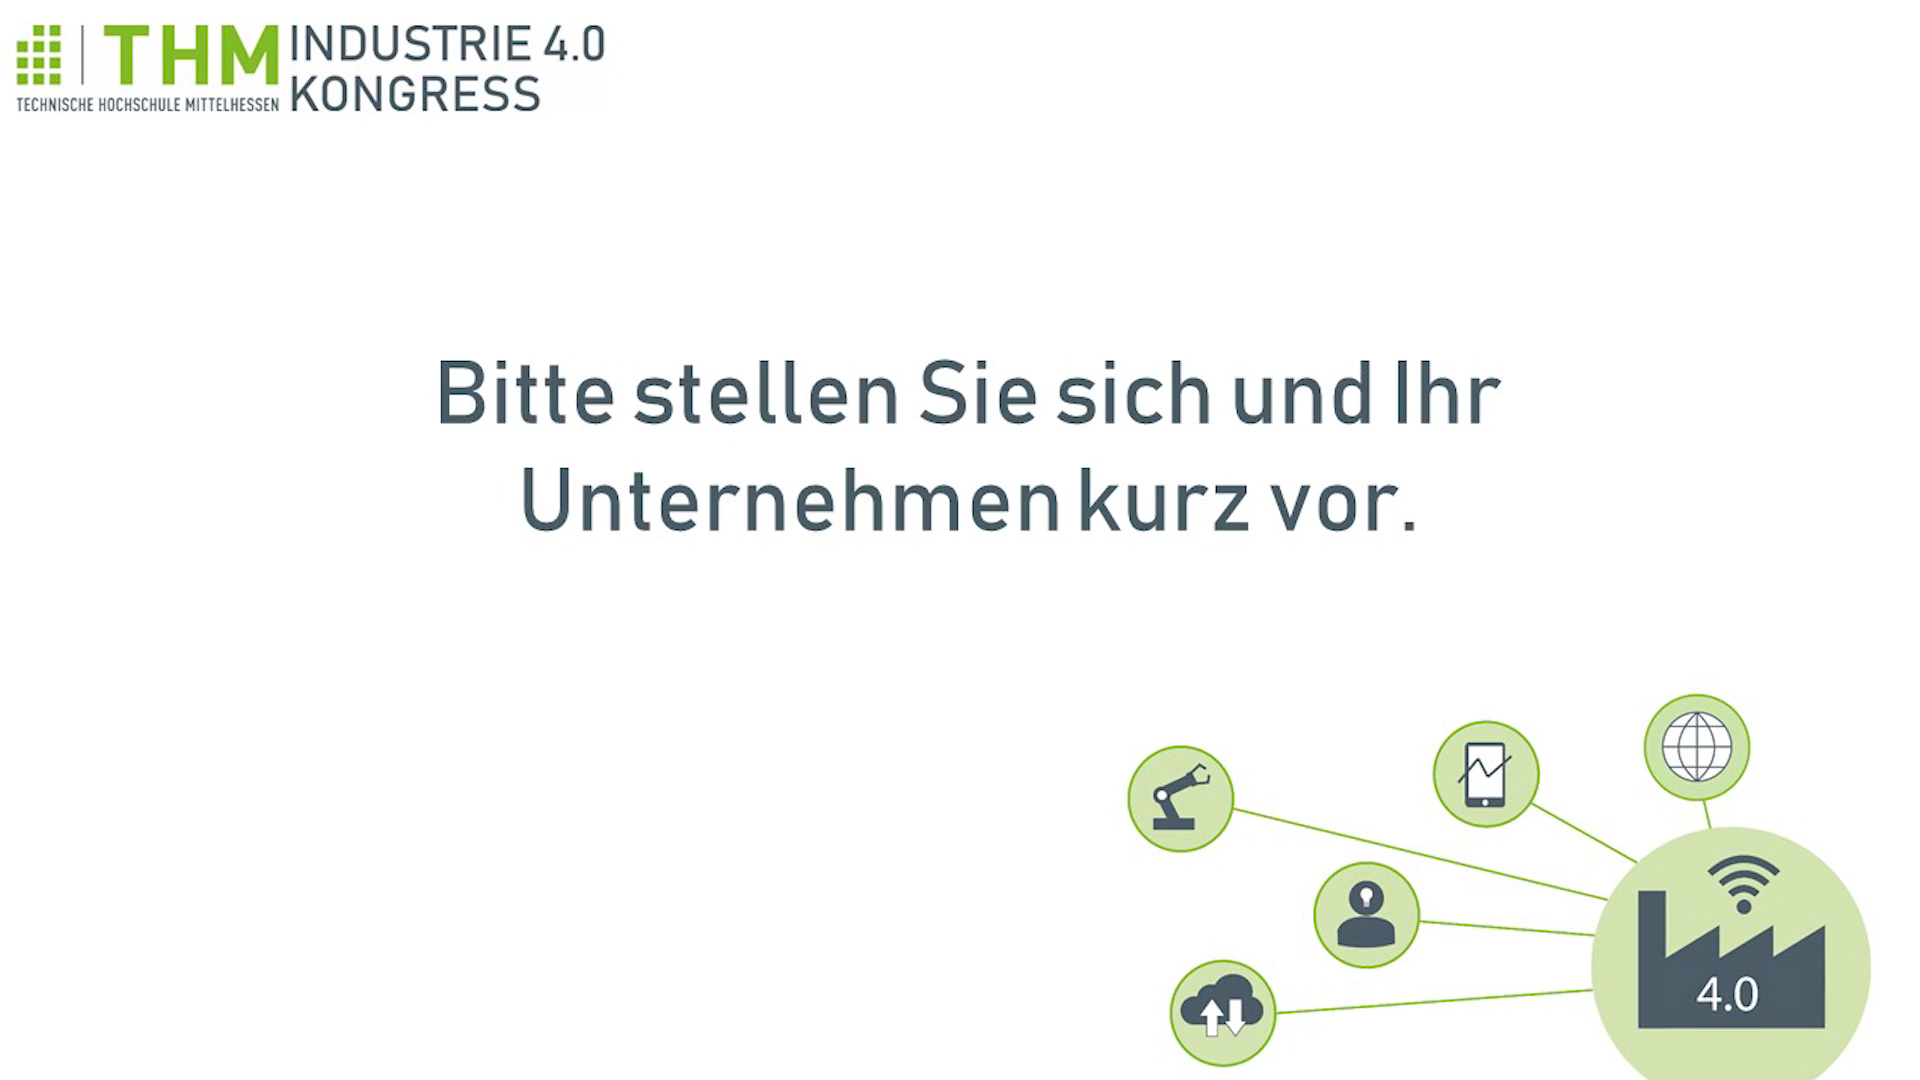 THM
TECHNISCHE HOCHSCHULE MITTELHESSEN
INDUSTRIE 4.0
KONGRESS
Bitte stellen Sie sich und Ihr
Unternehmen kurz vor.
4.0